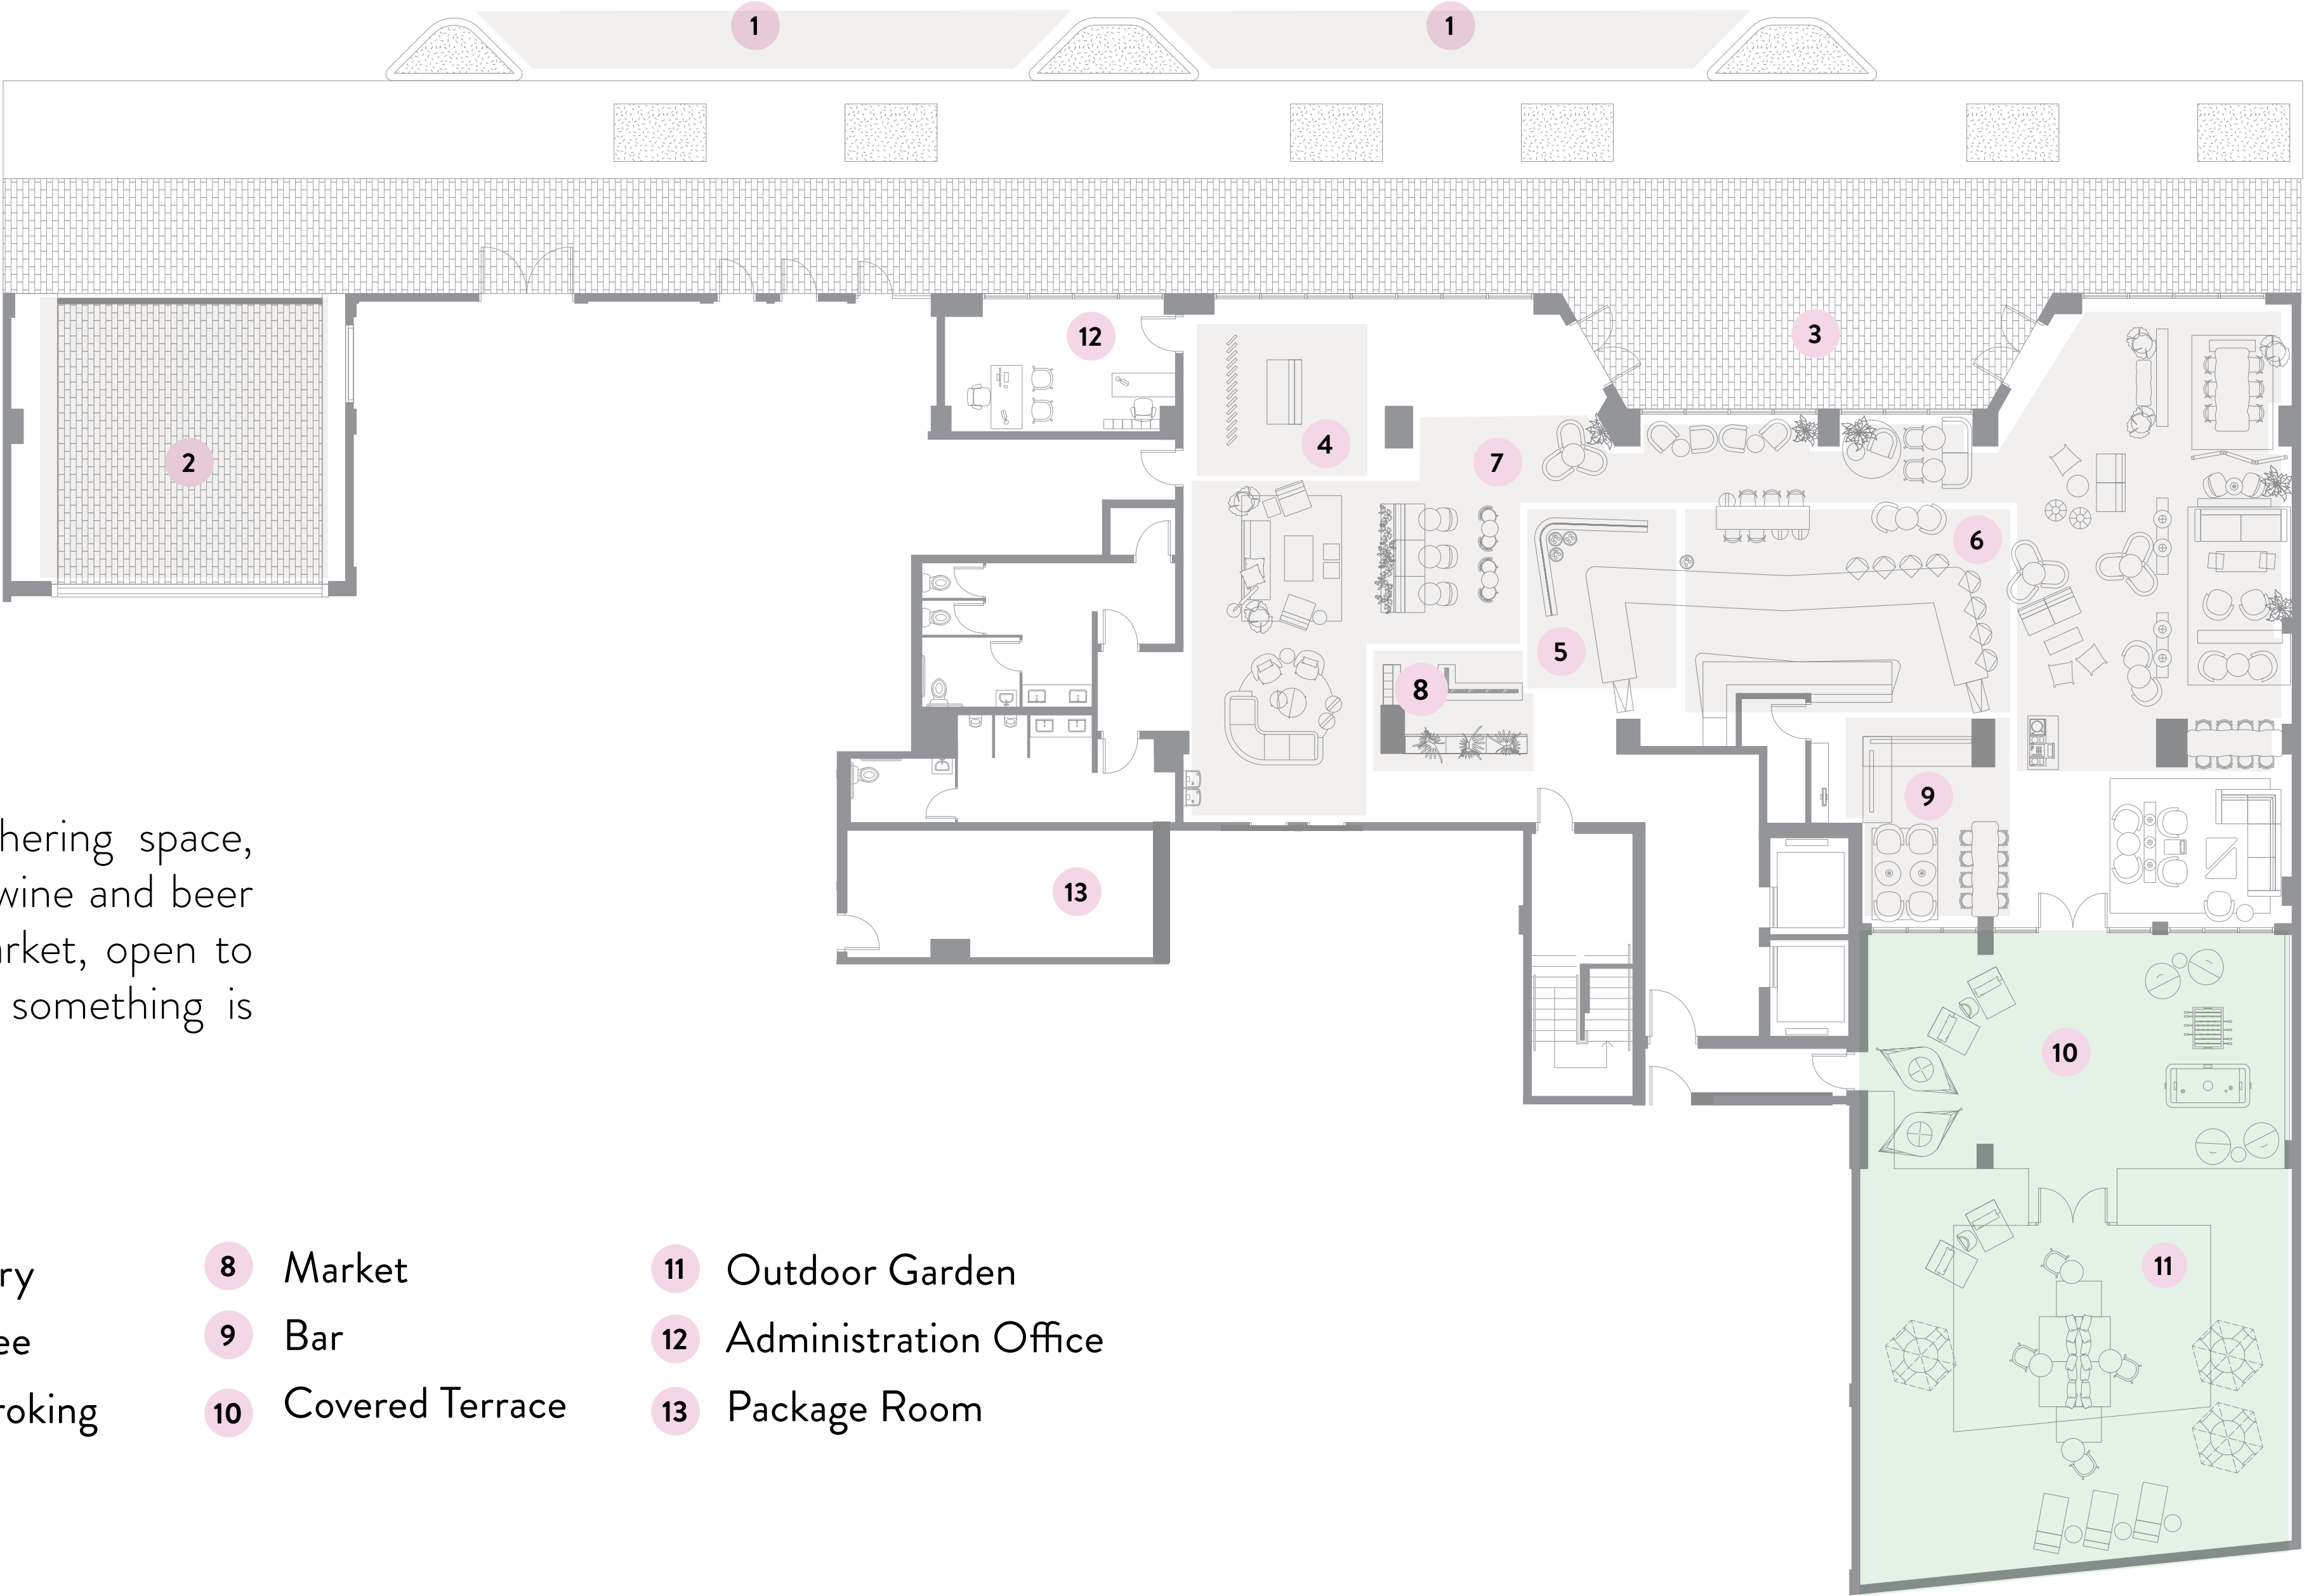 1
1
12
3
4
2
7
6
5
8
9
13
10
11
hering space,
wine and beer
rket, open to
something is
ry
8 Market
11 Outdoor Garden
ee
9 Bar
12 Administration Office
roking
10 Covered Terrace
13 Package Room